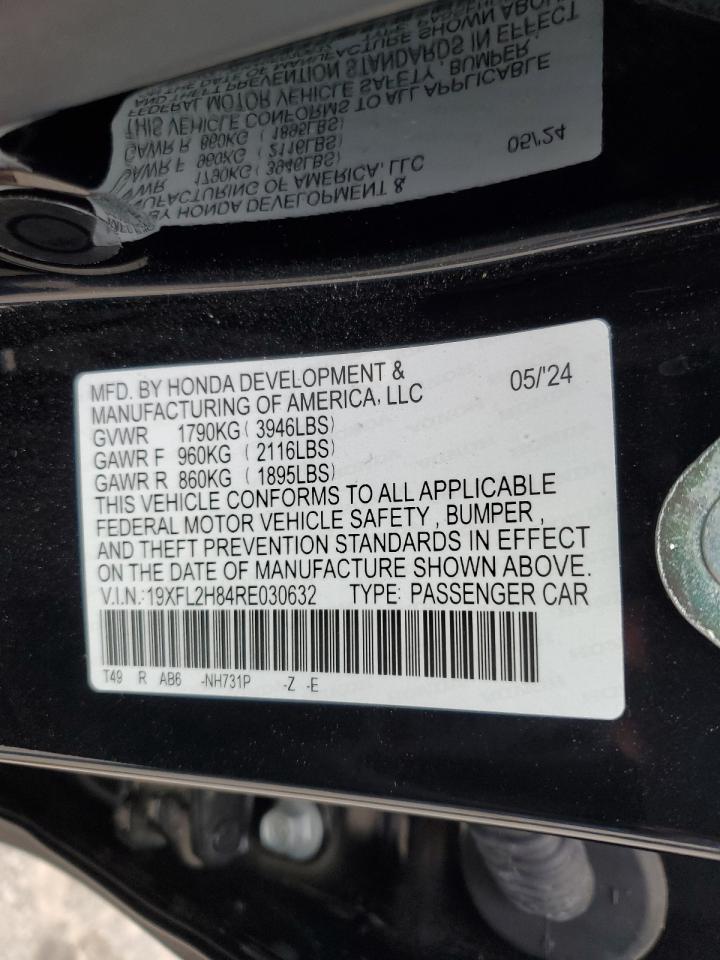 MFD. BY HONDA DEVELOPMENT & 05/'24
MANUFACTURING OF AMERICA, LLC
GVWR 1790KG ( 3946LBS)
GAWR F 960KG ( 2116LBS)
GAWR R 860KG ( 1895LBS)
THIS VEHICLE CONFORMS TO ALL APPLICABLE
FEDERAL MOTOR VEHICLE SAFETY , BUMPER ,
AND THEFT PREVENTION STANDARDS IN EFFECT
ON THE DATE OF MANUFACTURE SHOWN ABOVE.
V.I.N.:19XFL2H84RE030632 TYPE: PASSENGER CAR
T49 R AB6 -NH731P -Z -E